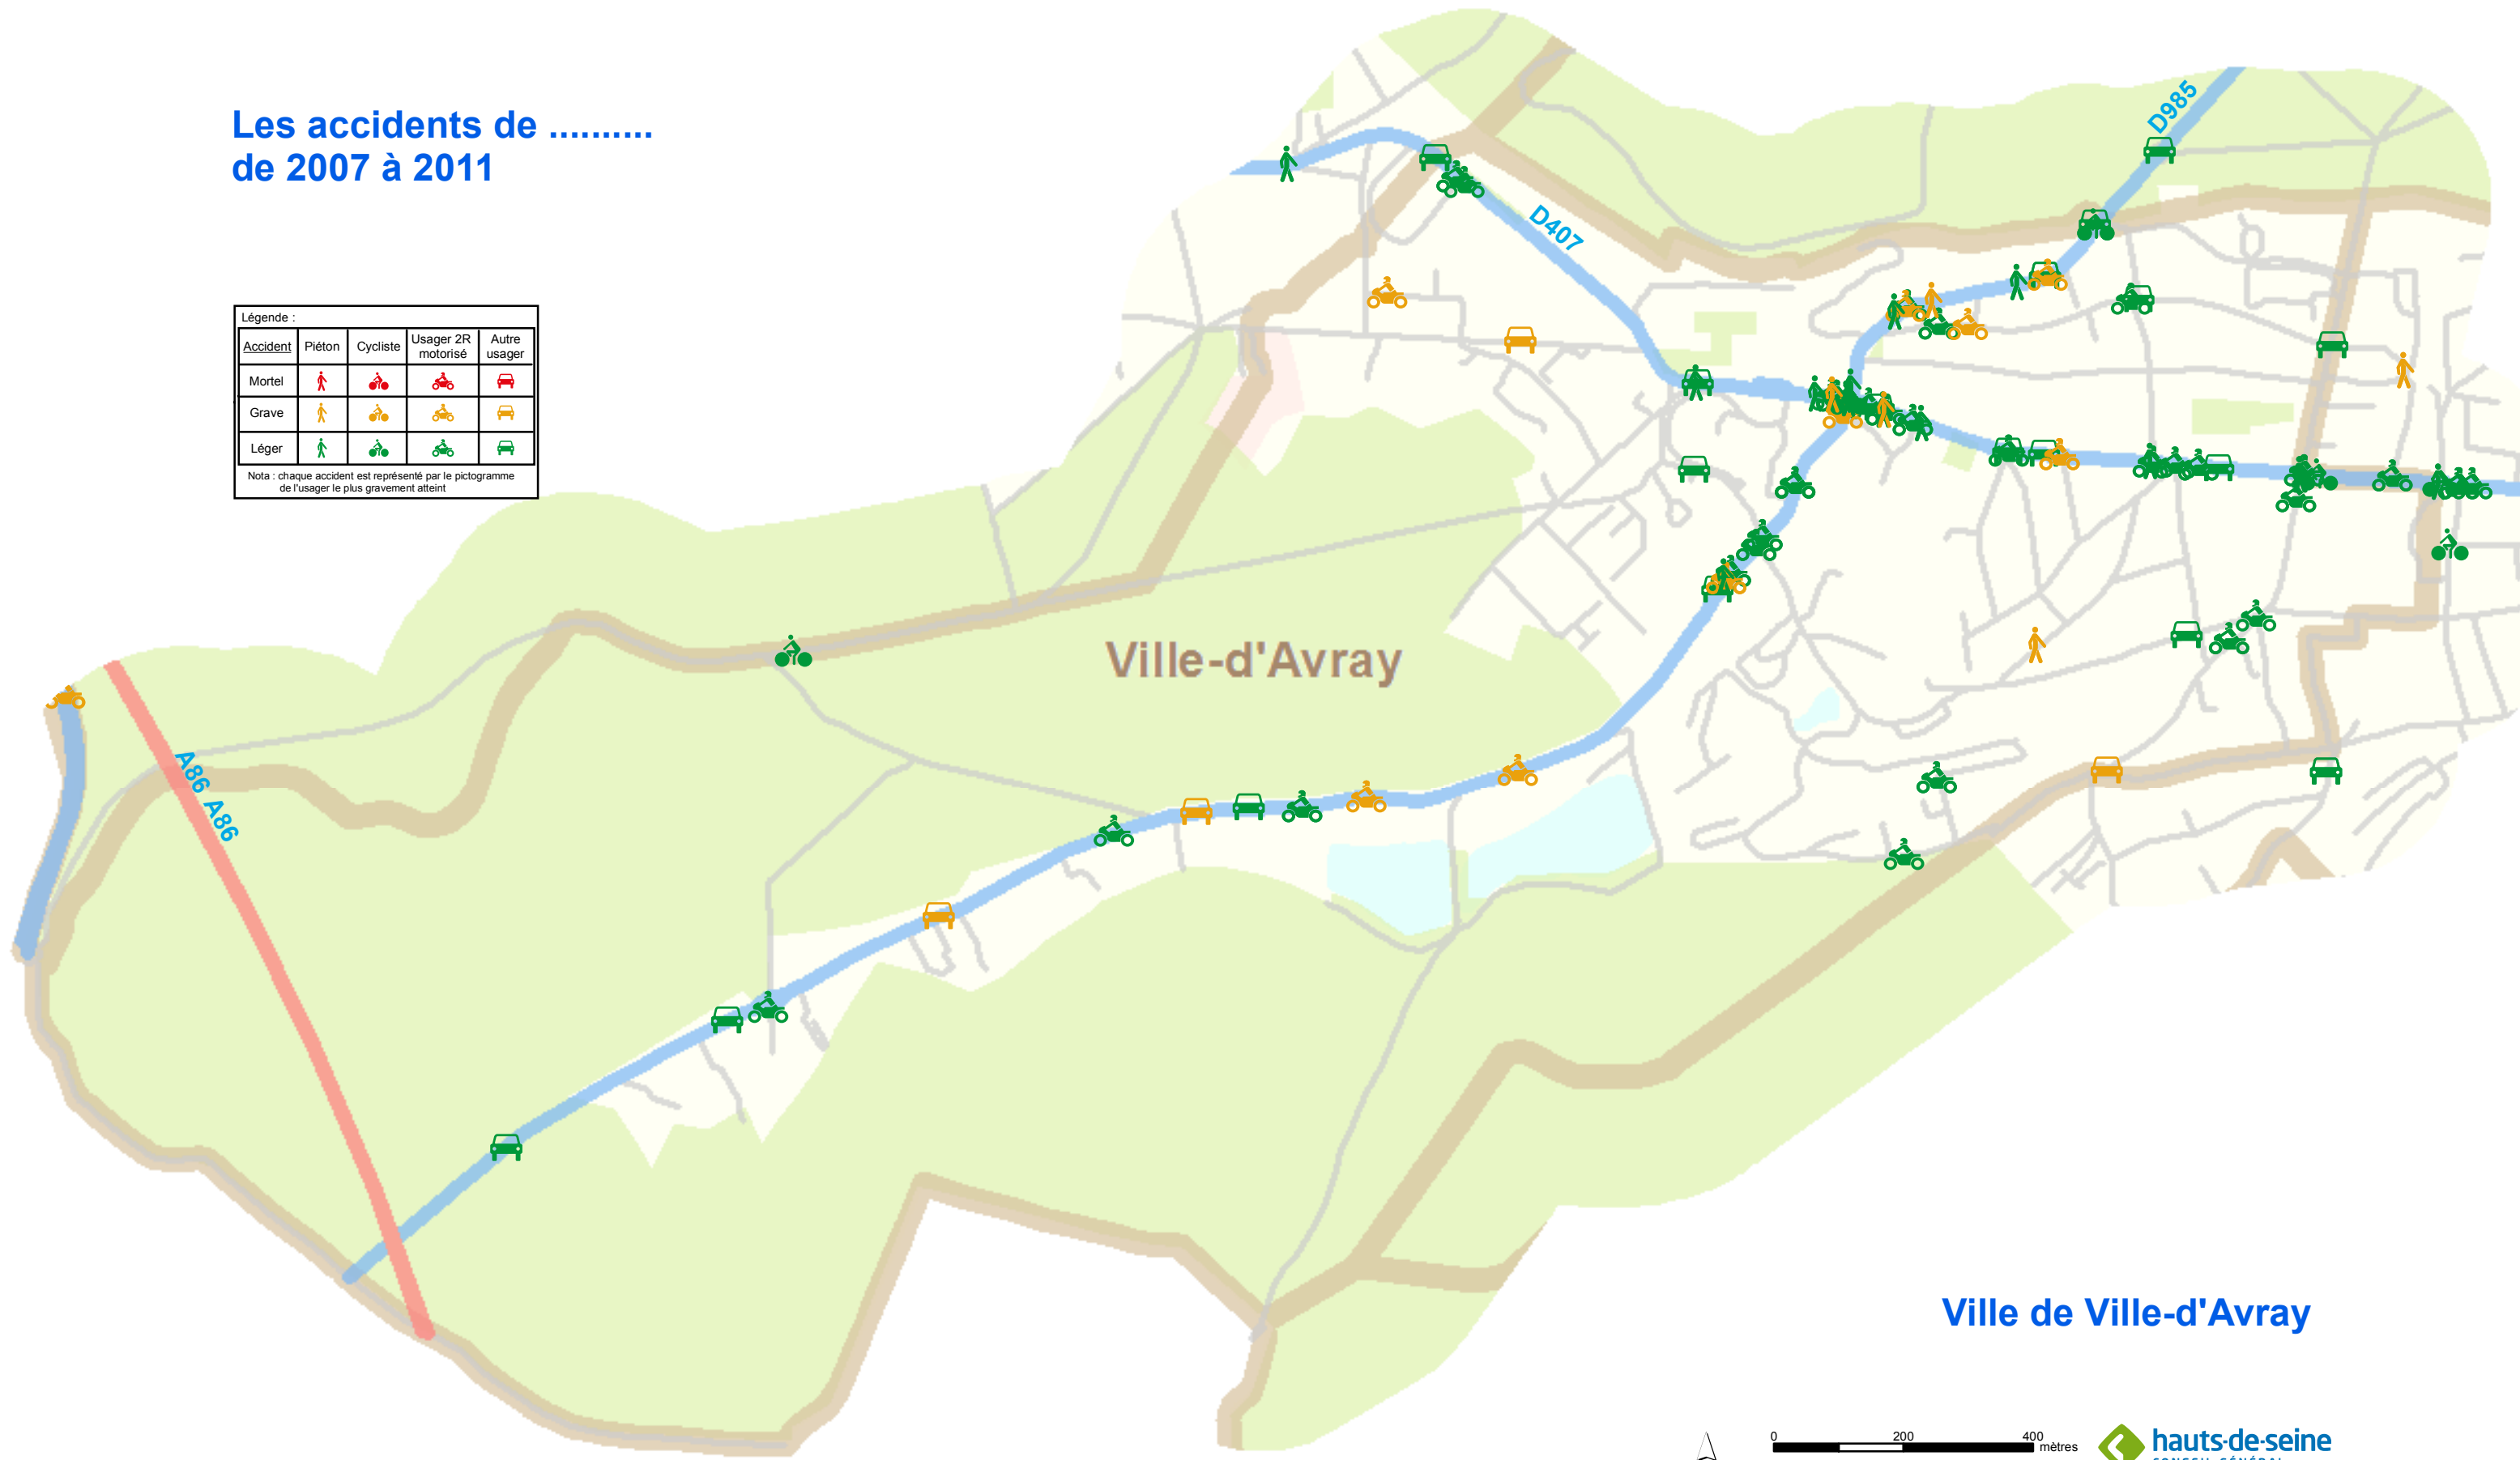 Les accidents de ..........
de 2007 à 2011
D985
D407
Légende :
Accident Piéton Cycliste Usager 2R motorisé Autre usager
Mortel
Grave
Léger
Nota : chaque accident est représenté par le pictogramme
de l'usager le plus gravement atteint
Ville-d'Avray
A86 A86
Ville de Ville-d'Avray
0 200 400
mètres
hauts-de-seine
CONSEIL GÉNÉRAL